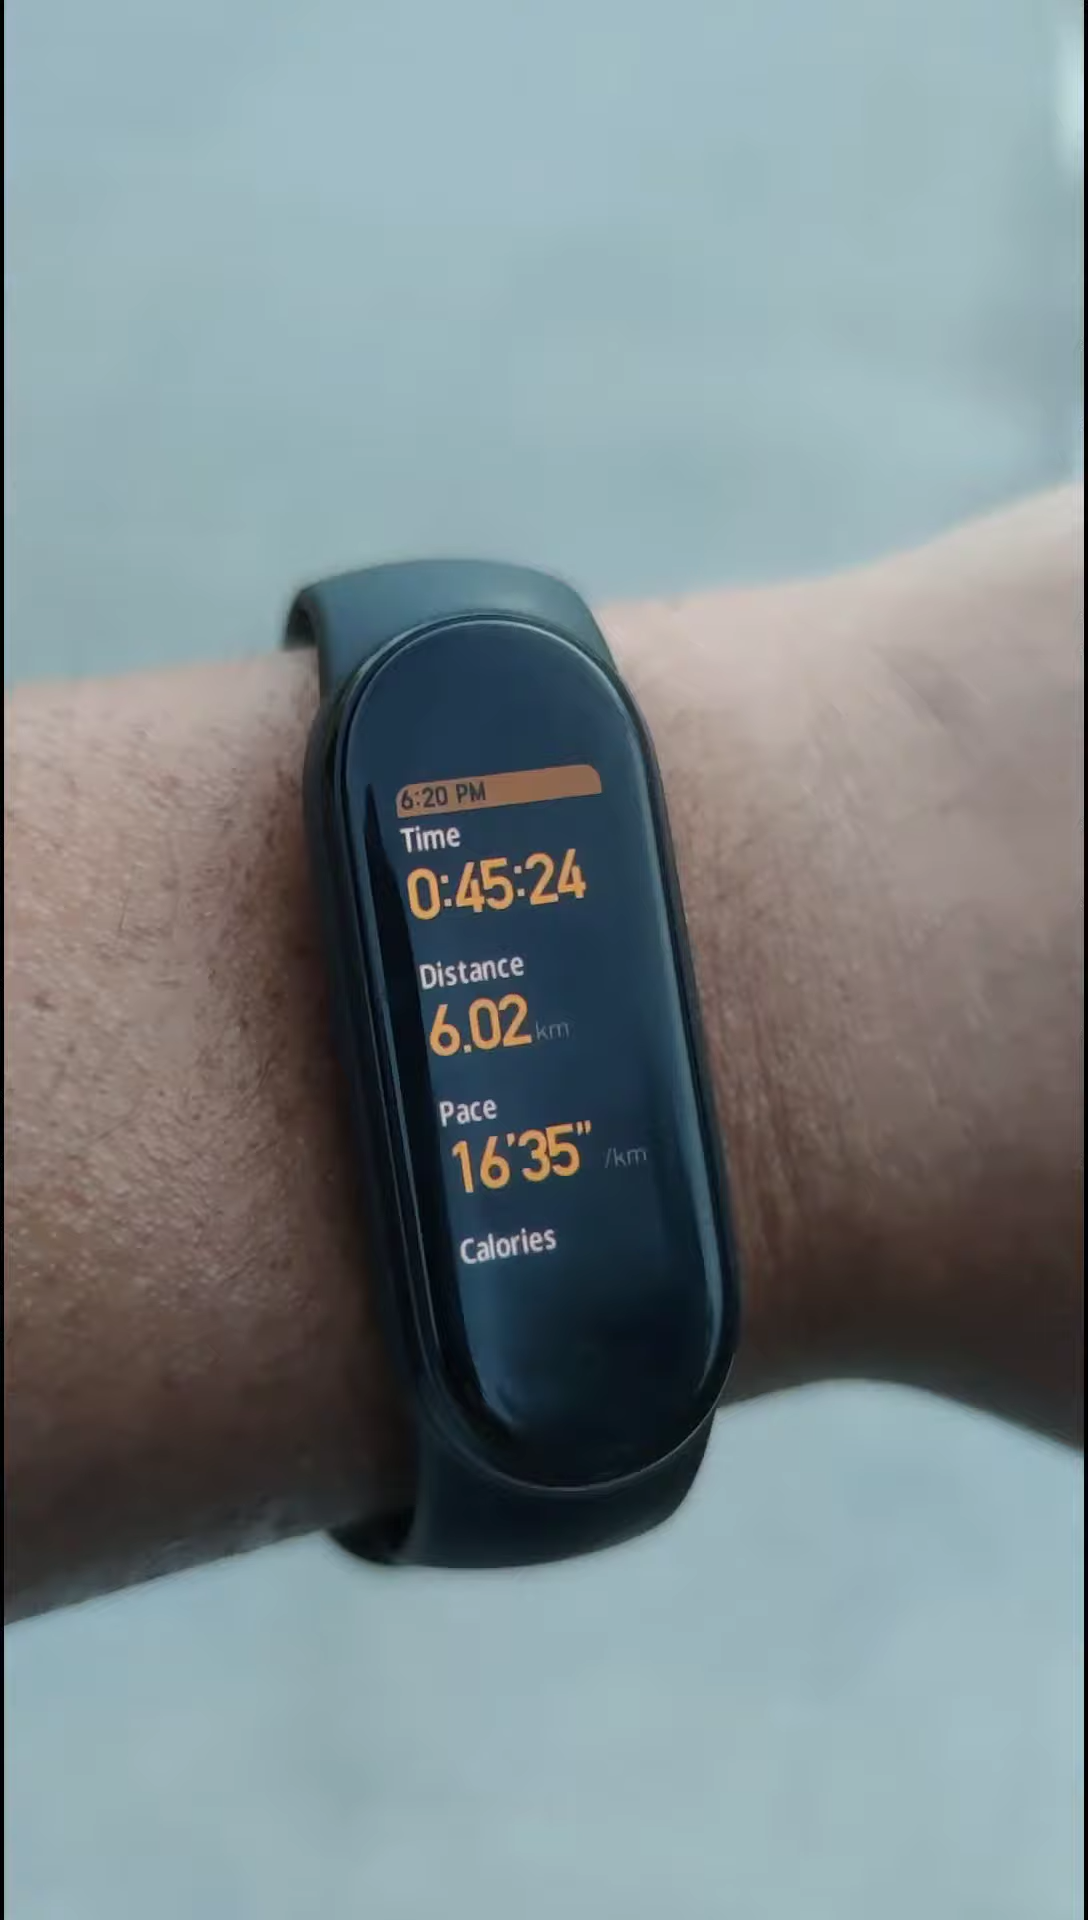 6:20 PM
Time
0:45:24
Distance
6.02 km
Pace
16'35" /km
Calories